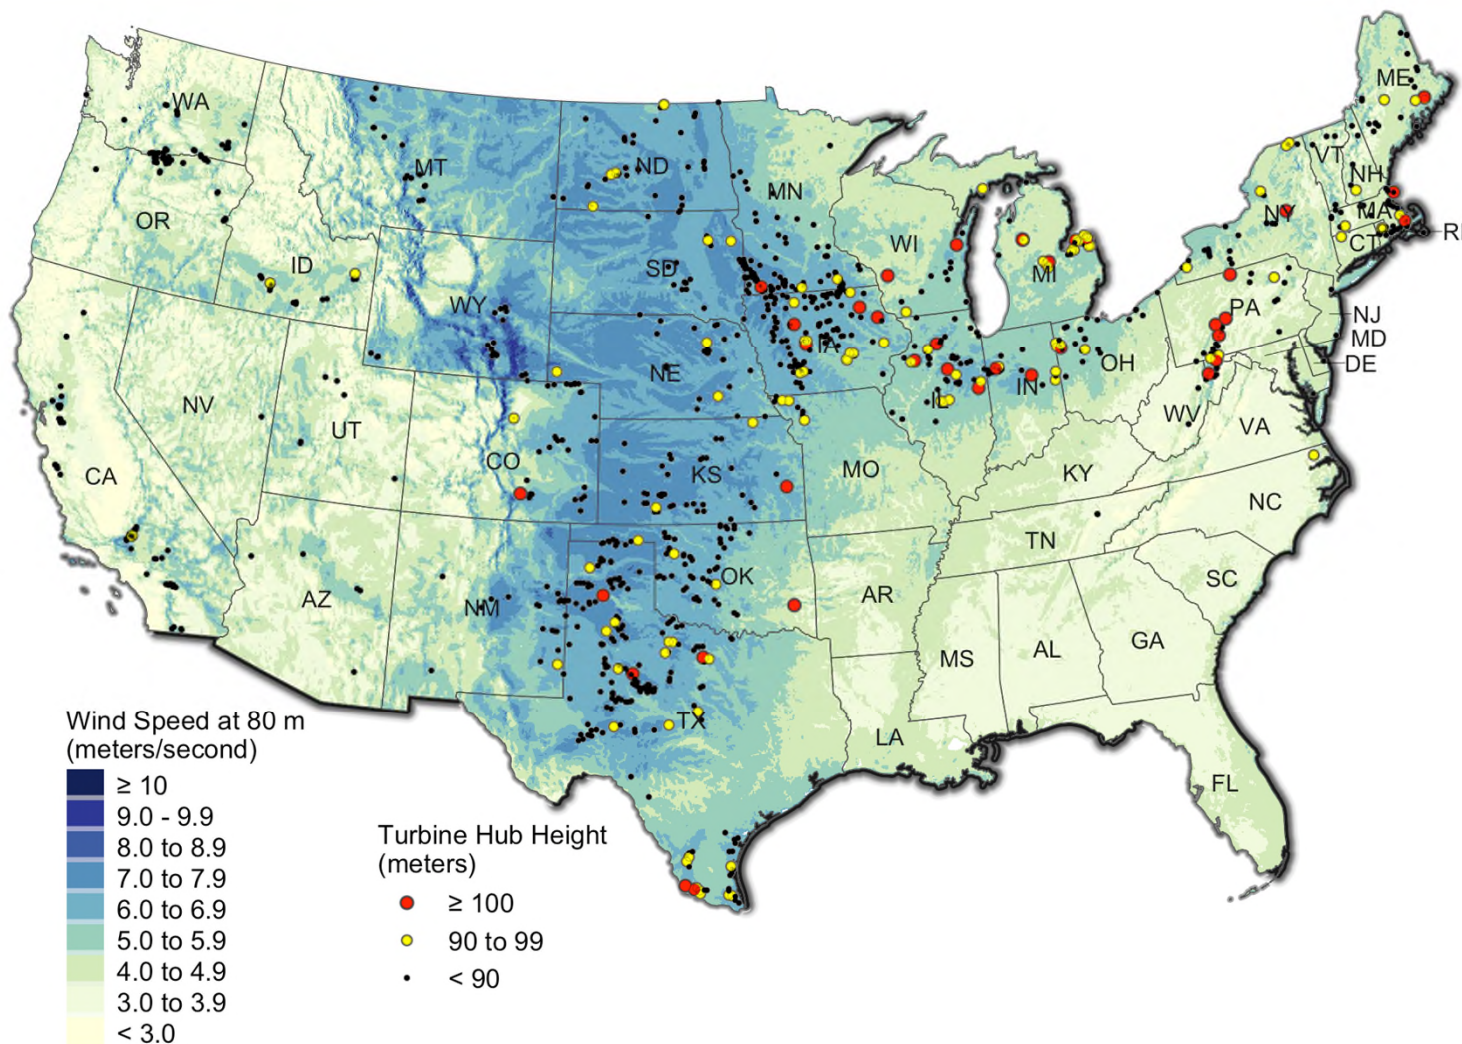 WA
ME
MT
ND
VT
MN
NH
OR
NY
MA
WI
CT
RI
ID
SD
MI
WY
PA
NJ
IA
MD
NE
OH
DE
NV
IN
IL
WV
UT
VA
CO
CA
MO
KS
KY
NC
TN
OK
SC
AZ
NM
AR
GA
AL
MS
TX
LA
FL
Wind Speed at 80 m
(meters/second)
≥ 10
9.0 - 9.9
8.0 to 8.9
7.0 to 7.9
6.0 to 6.9
5.0 to 5.9
4.0 to 4.9
3.0 to 3.9
< 3.0
Turbine Hub Height
(meters)
≥ 100
90 to 99
< 90